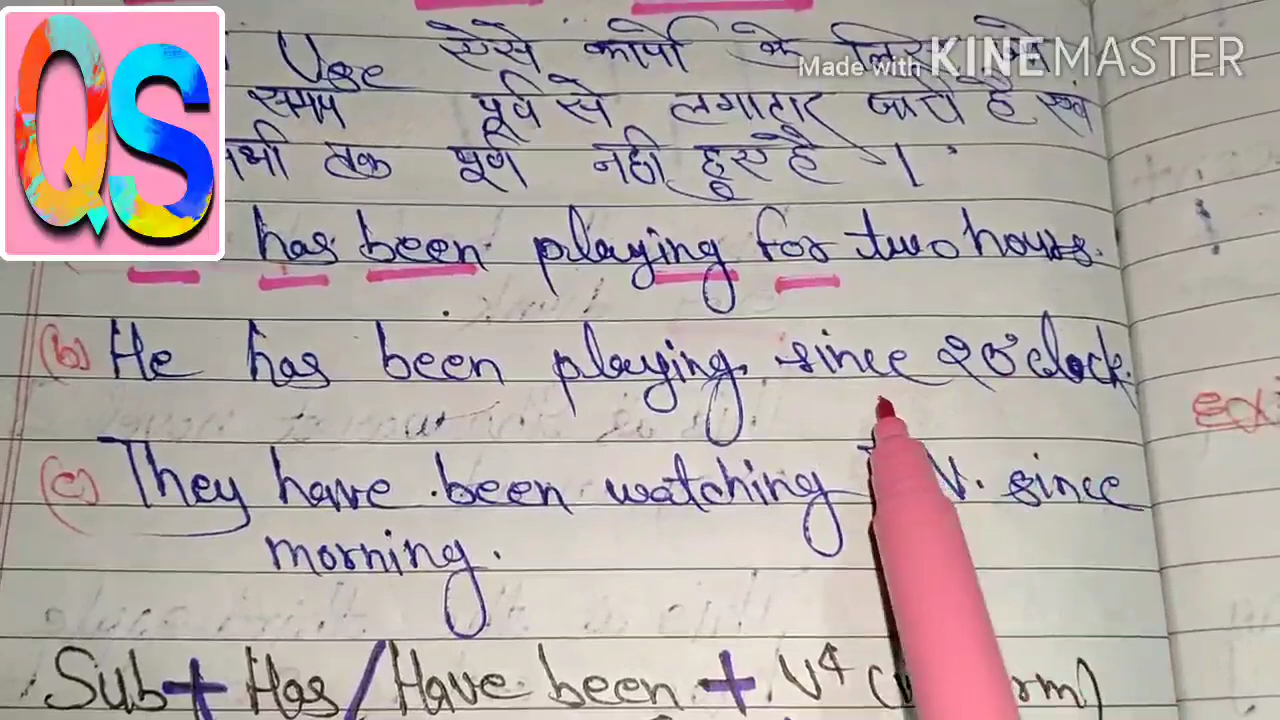 QS
Made with KINEMASTER
Use ऐसे कार्यो के लिए
समय पूर्व से लगातार जारी है एवं
तक पूर्ण नही हुए है ।
has been playing for two hours.
(b) He has been playing since 2 o'clock.
(c) They have been watching T.V. since
morning.
ex
Sub + Has/Have been + V4 (